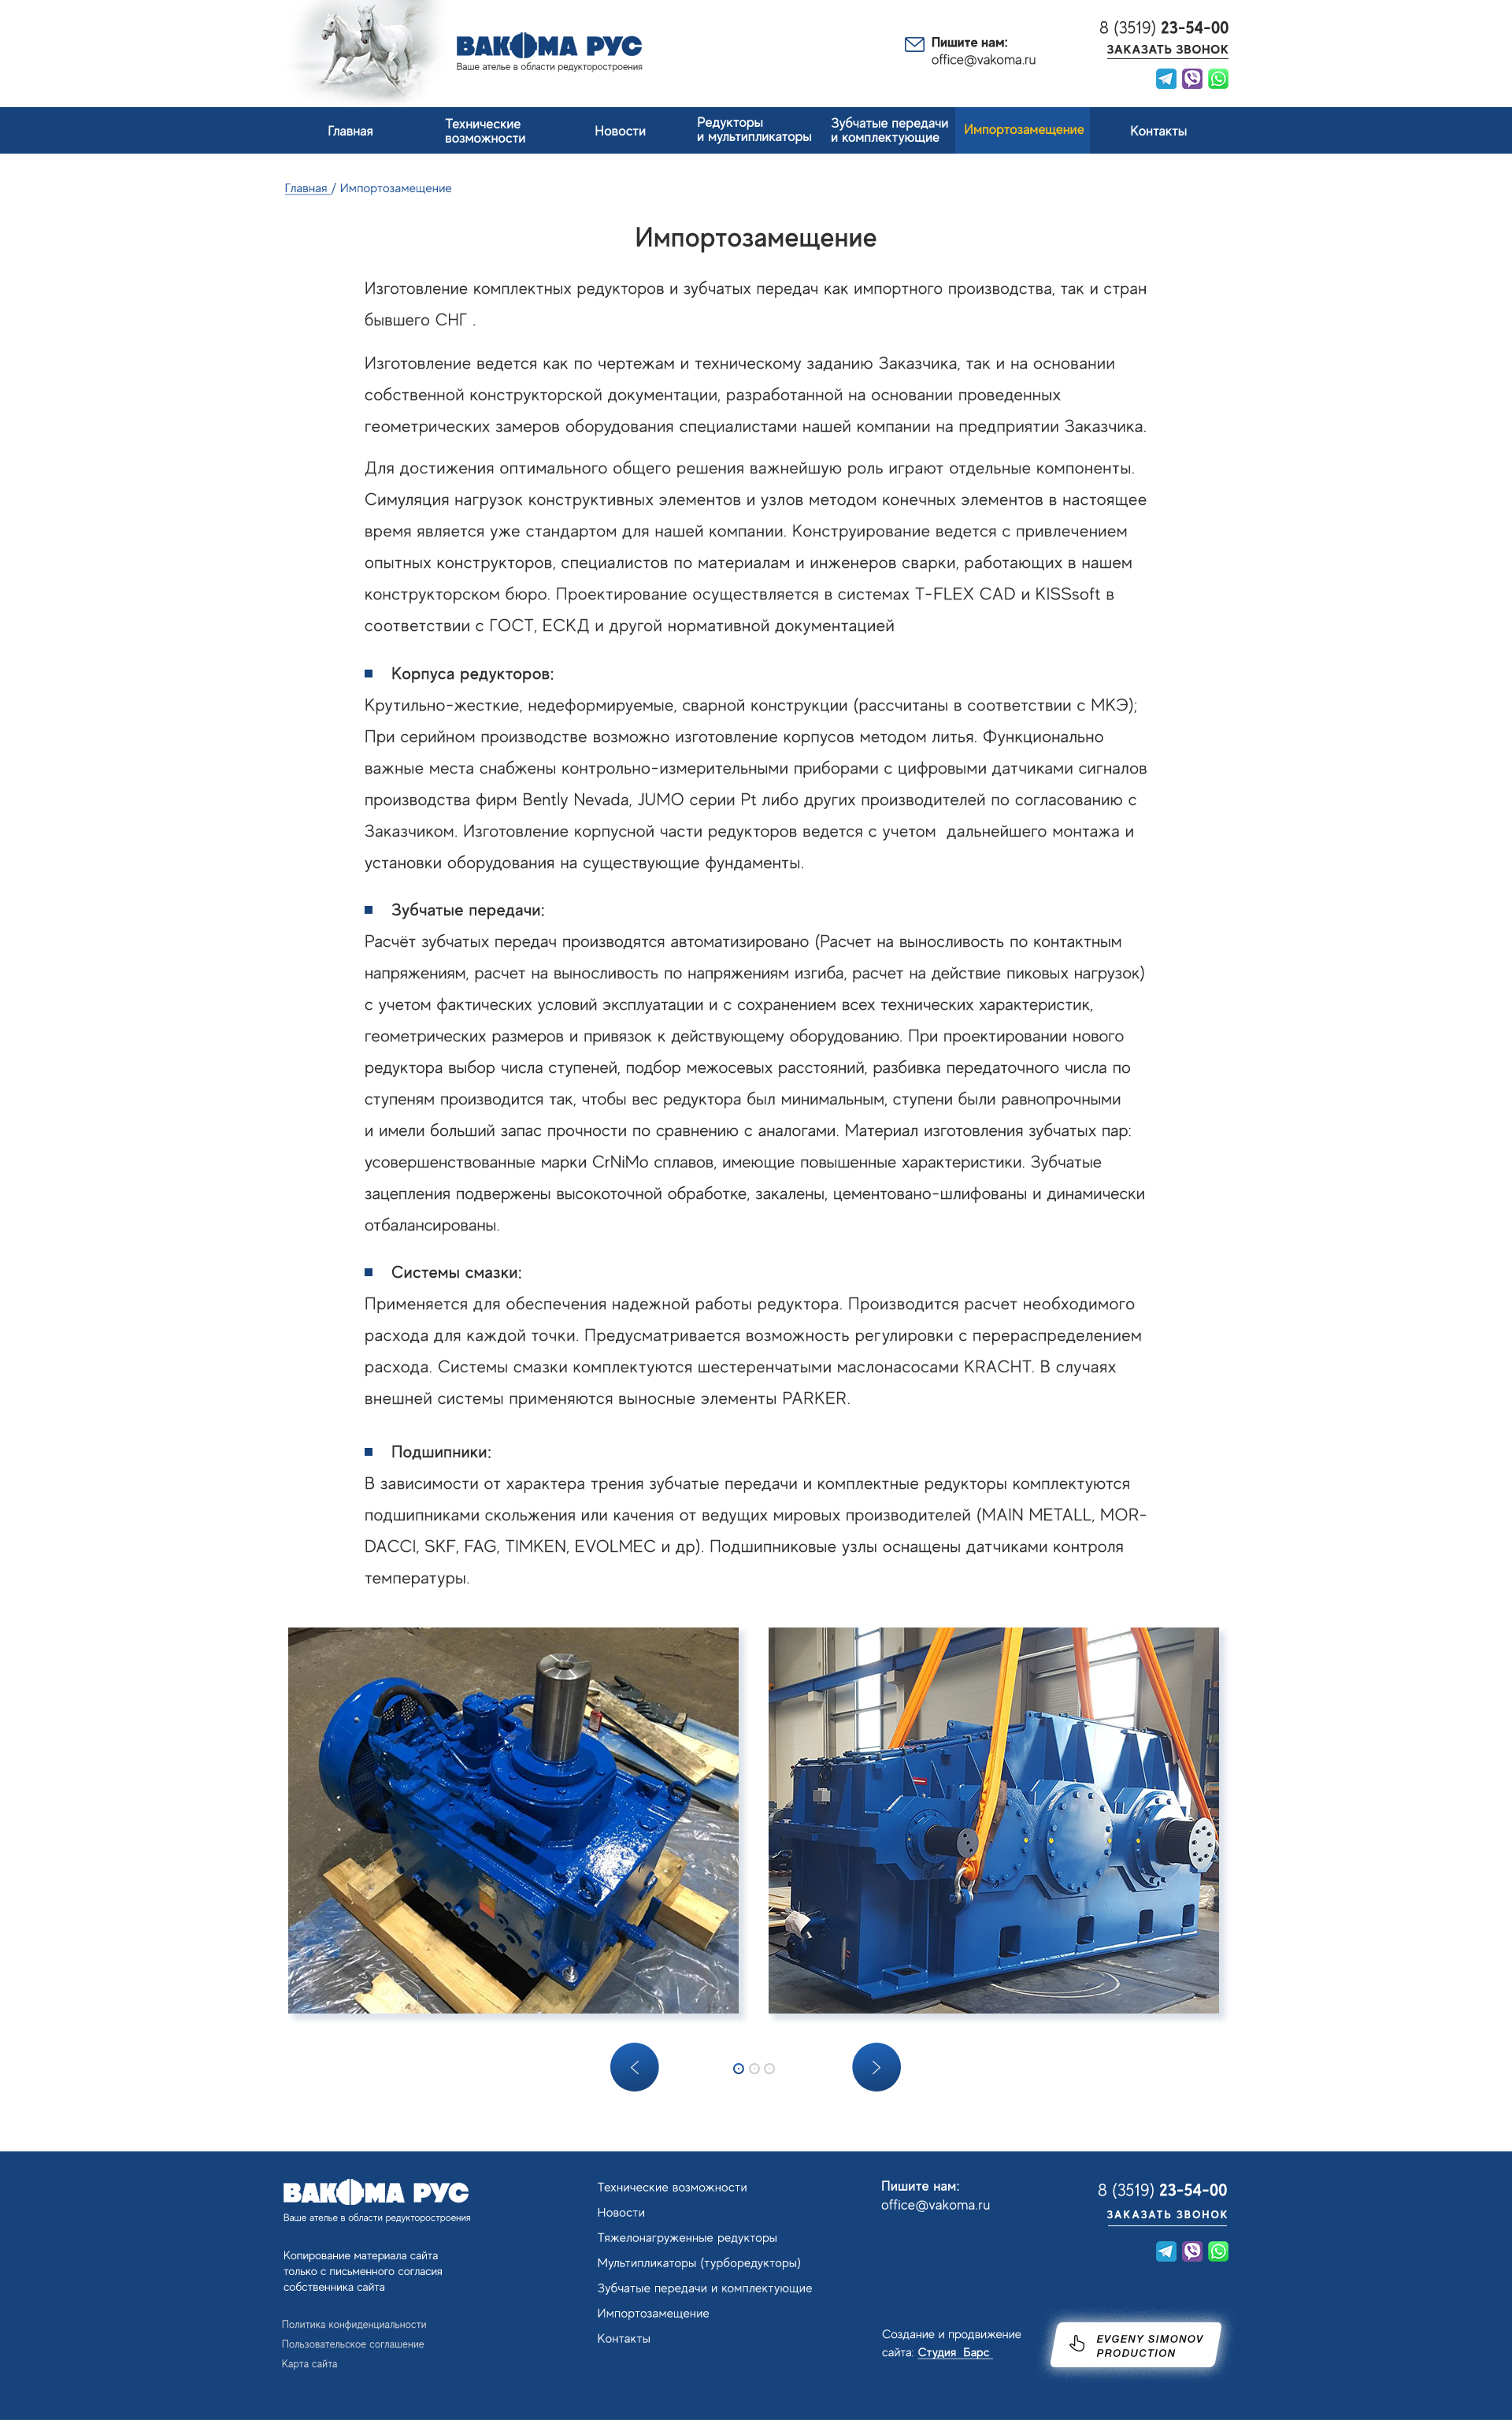 ВАКОМА РУС
Ваше ателье в области редукторостроения
Пишите нам:
office@vakoma.ru
8 (3519) 23-54-00
ЗАКАЗАТЬ ЗВОНОК
Главная
Технические
возможности
Новости
Редукторы
и мультипликаторы
Зубчатые передачи
и комплектующие
Импортозамещение
Контакты
Главная / Импортозамещение
Импортозамещение
Изготовление комплектных редукторов и зубчатых передач как импортного производства, так и стран
бывшего СНГ .
Изготовление ведется как по чертежам и техническому заданию Заказчика, так и на основании
собственной конструкторской документации, разработанной на основании проведенных
геометрических замеров оборудования специалистами нашей компании на предприятии Заказчика.
Для достижения оптимального общего решения важнейшую роль играют отдельные компоненты.
Симуляция нагрузок конструктивных элементов и узлов методом конечных элементов в настоящее
время является уже стандартом для нашей компании. Конструирование ведется с привлечением
опытных конструкторов, специалистов по материалам и инженеров сварки, работающих в нашем
конструкторском бюро. Проектирование осуществляется в системах T-FLEX CAD и KISSsoft в
соответствии с ГОСТ, ЕСКД и другой нормативной документацией
Корпуса редукторов:
Крутильно-жесткие, недеформируемые, сварной конструкции (рассчитаны в соответствии с МКЭ);
При серийном производстве возможно изготовление корпусов методом литья. Функционально
важные места снабжены контрольно-измерительными приборами с цифровыми датчиками сигналов
производства фирм Bently Nevada, JUMO серии Pt либо других производителей по согласованию с
Заказчиком. Изготовление корпусной части редукторов ведется с учетом  дальнейшего монтажа и
установки оборудования на существующие фундаменты.
Зубчатые передачи:
Расчёт зубчатых передач производятся автоматизировано (Расчет на выносливость по контактным
напряжениям, расчет на выносливость по напряжениям изгиба, расчет на действие пиковых нагрузок)
с учетом фактических условий эксплуатации и с сохранением всех технических характеристик,
геометрических размеров и привязок к действующему оборудованию. При проектировании нового
редуктора выбор числа ступеней, подбор межосевых расстояний, разбивка передаточного числа по
ступеням производится так, чтобы вес редуктора был минимальным, ступени были равнопрочными
и имели больший запас прочности по сравнению с аналогами. Материал изготовления зубчатых пар:
усовершенствованные марки CrNiMo сплавов, имеющие повышенные характеристики. Зубчатые
зацепления подвержены высокоточной обработке, закалены, цементовано-шлифованы и динамически
отбалансированы.
Системы смазки:
Применяется для обеспечения надежной работы редуктора. Производится расчет необходимого
расхода для каждой точки. Предусматривается возможность регулировки с перераспределением
расхода. Системы смазки комплектуются шестеренчатыми маслонасосами KRACHT. В случаях
внешней системы применяются выносные элементы PARKER.
Подшипники:
В зависимости от характера трения зубчатые передачи и комплектные редукторы комплектуются
подшипниками скольжения или качения от ведущих мировых производителей (MAIN METALL, MOR-
DACCI, SKF, FAG, TIMKEN, EVOLMEC и др). Подшипниковые узлы оснащены датчиками контроля
температуры.
ВАКОМА РУС
Ваше ателье в области редукторостроения
Копирование материала сайта
только с письменного согласия
собственника сайта
Политика конфиденциальности
Пользовательское соглашение
Карта сайта
Технические возможности
Новости
Тяжелонагруженные редукторы
Мультипликаторы (турборедукторы)
Зубчатые передачи и комплектующие
Импортозамещение
Контакты
Пишите нам:
office@vakoma.ru
Создание и продвижение
сайта: Студия  Барс
8 (3519) 23-54-00
ЗАКАЗАТЬ ЗВОНОК
EVGENY SIMONOV
PRODUCTION